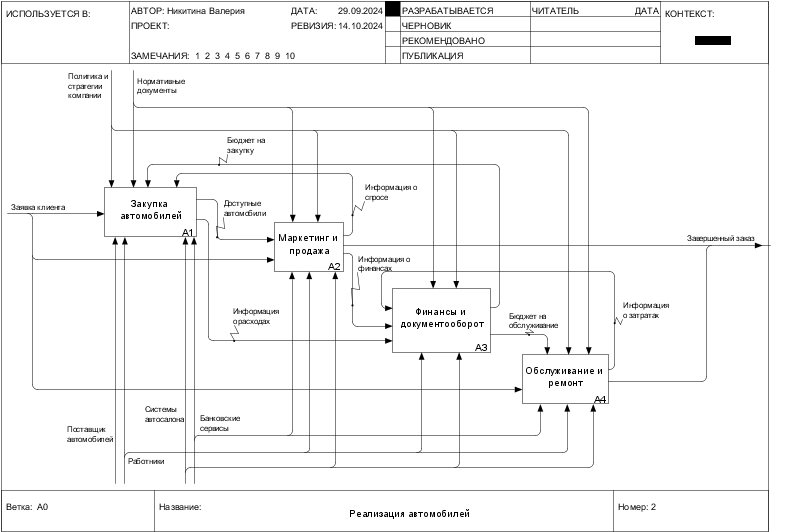 ИСПОЛЬЗУЕТСЯ В:
АВТОР: Никитина Валерия
ДАТА: 29.09.2024
РАЗРАБАТЫВАЕТСЯ
ЧИТАТЕЛЬ
ДАТА
КОНТЕКСТ:
ПРОЕКТ:
РЕВИЗИЯ: 14.10.2024
ЧЕРНОВИК
РЕКОМЕНДОВАНО
ЗАМЕЧАНИЯ: 1 2 3 4 5 6 7 8 9 10
ПУБЛИКАЦИЯ
Политика и
стратегии
компании
Нормативные
документы
Бюджет на
закупку
Заявка клиента
Закупка
автомобилей
A1
Доступные
автомобили
Информация о
спросе
Маркетинг и
продажа
A2
Завершенный заказ
Информация о
финансах
Информация
о расходах
Финансы и
документооборот
A3
Бюджет на
обслуживание
Информация
о затратах
Обслуживание и
ремонт
A4
Системы
автосалона
Банковские
сервисы
Поставщик
автомобилей
Работники
Ветка: A0
Название:
Реализация автомобилей
Номер: 2